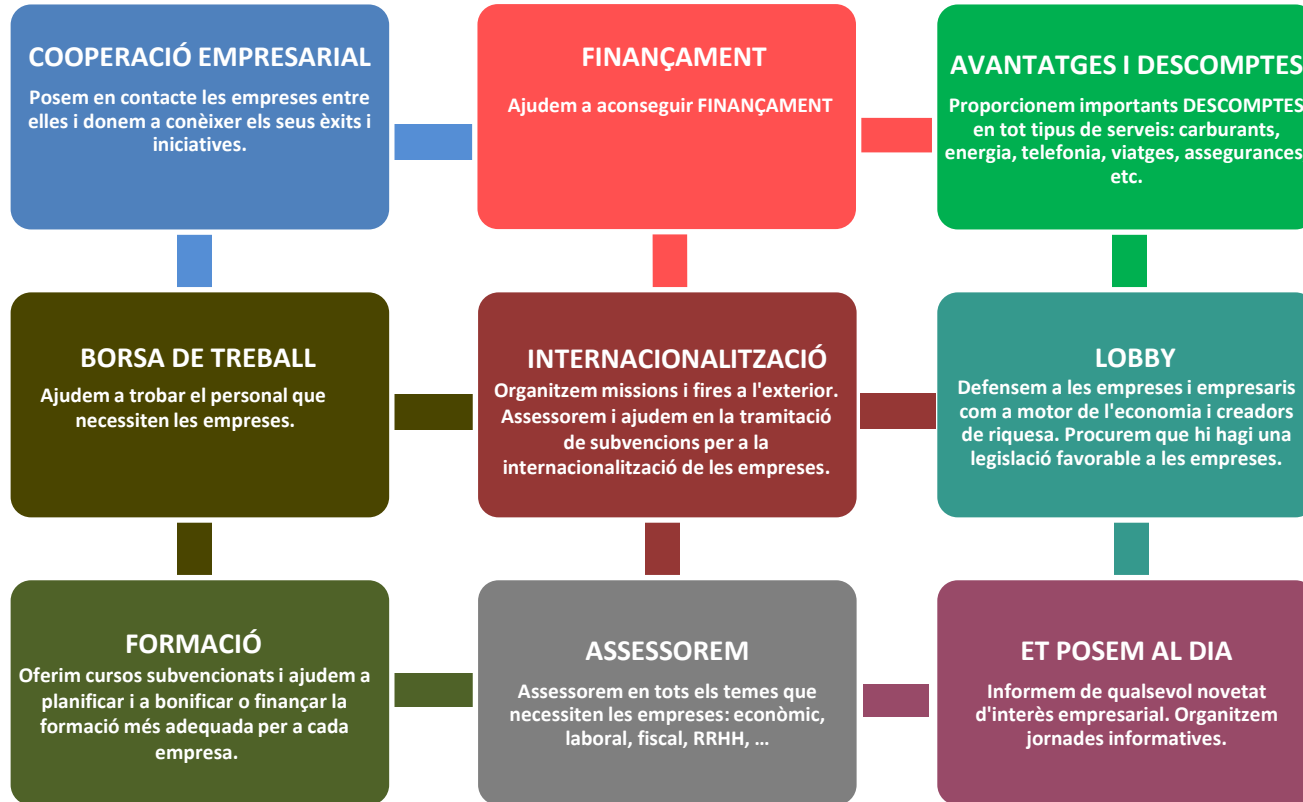 COOPERACIÓ EMPRESARIAL
Posem en contacte les empreses entre
elles i donem a conèixer els seus èxits i
iniciatives.
FINANÇAMENT
Ajudem a aconseguir FINANÇAMENT
AVANTATGES I DESCOMPTES
Proporcionem importants DESCOMPTES
en tot tipus de serveis: carburants,
energia, telefonia, viatges, assegurances
etc.
BORSA DE TREBALL
Ajudem a trobar el personal que
necessiten les empreses.
INTERNACIONALITZACIÓ
Organitzem missions i fires a l'exterior.
Assessorem i ajudem en la tramitació
de subvencions per a la
internacionalització de les empreses.
LOBBY
Defensem a les empreses i empresaris
com a motor de l'economia i creadors
de riquesa. Procurem que hi hagi una
legislació favorable a les empreses.
FORMACIÓ
Oferim cursos subvencionats i ajudem a
planificar i a bonificar o finançar la
formació més adequada per a cada
empresa.
ASSESSOREM
Assessorem en tots els temes que
necessiten les empreses: econòmic,
laboral, fiscal, RRHH, ...
ET POSEM AL DIA
Informem de qualsevol novetat
d'interès empresarial. Organitzem
jornades informatives.